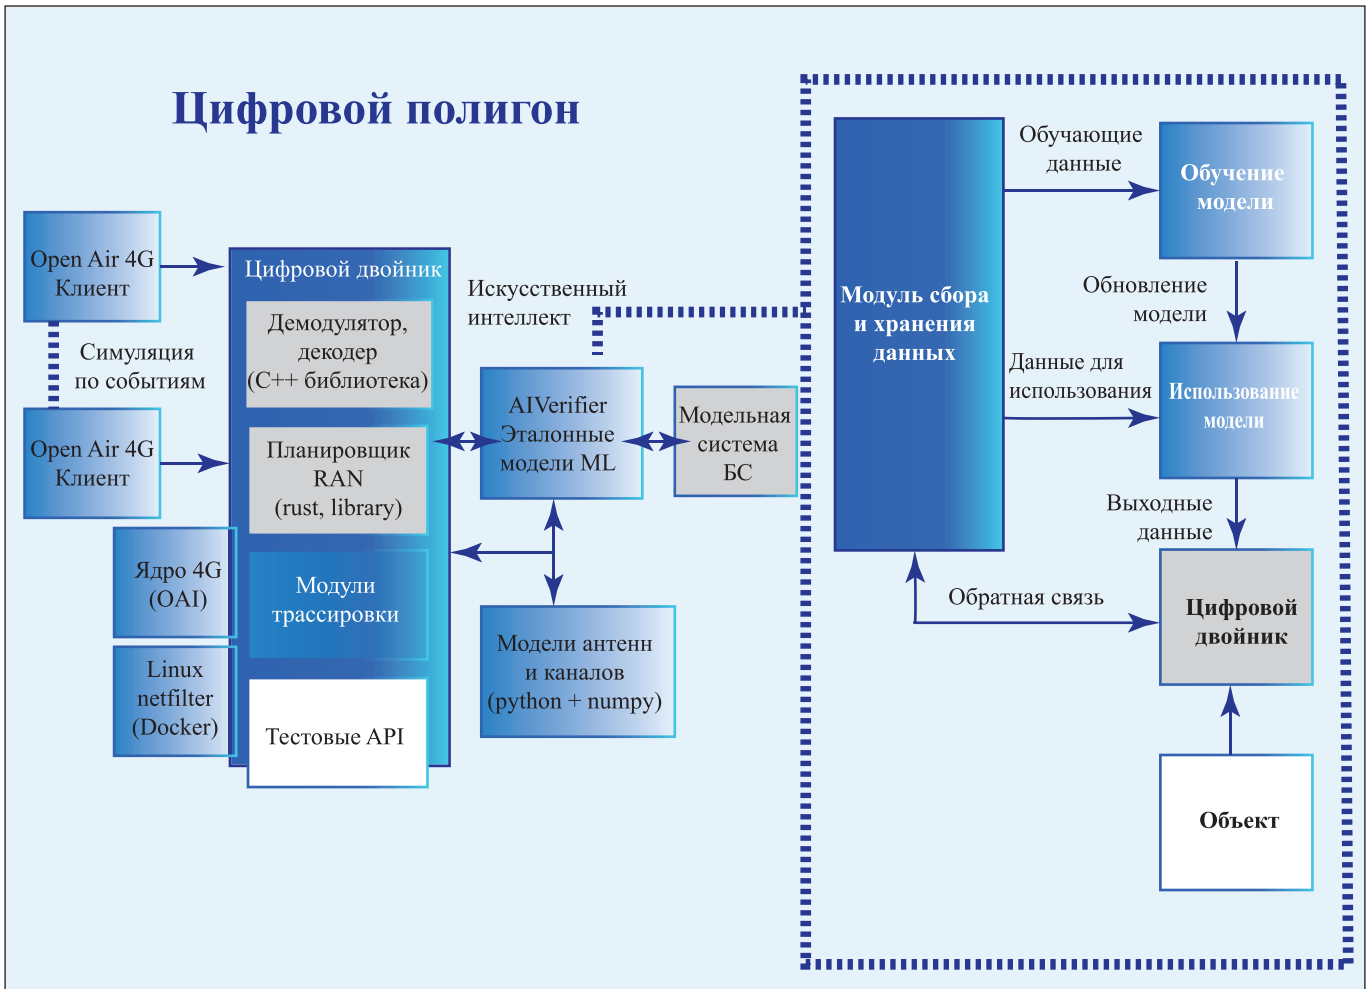 Цифровой полигон
Open Air 4G
Клиент
Симуляция
по событиям
Open Air 4G
Клиент
Ядро 4G
(OAI)
Linux
netfilter
(Docker)
Цифровой двойник
Демодулятор,
декодер
(C++ библиотека)
Планировщик
RAN
(rust, library)
Модули
трассировки
Тестовые API
Искусственный
интеллект
AIVerifier
Эталонные
модели ML
Модельная
система
БС
Модели антенн
и каналов
(python + numpy)
Модуль сбора
и хранения
данных
Обучающие
данные
Обучение
модели
Обновление
модели
Данные для
использования
Использование
модели
Выходные
данные
Обратная связь
Цифровой
двойник
Объект